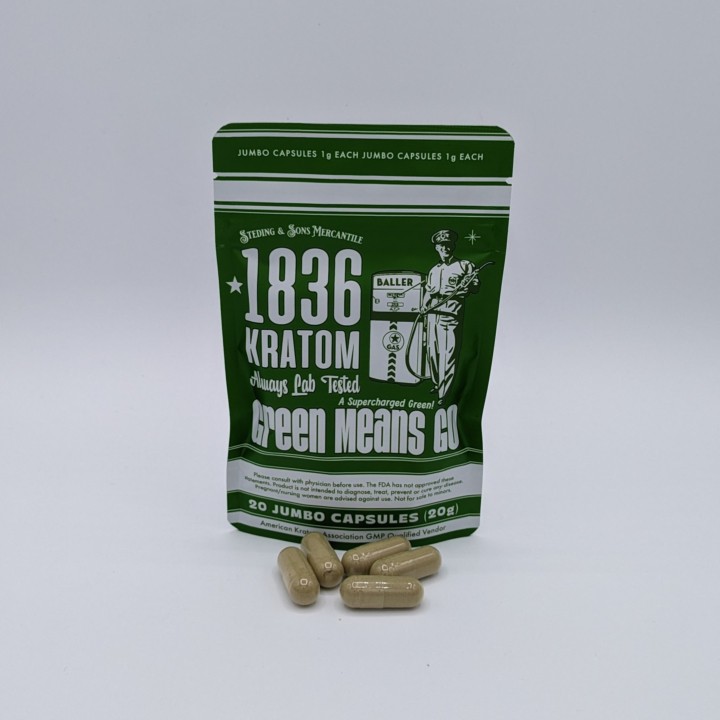 JUMBO CAPSULES 1g EACH JUMBO CAPSULES 1g EACH
STEDING & SONS MERCANTILE
1836
KRATOM
Always Lab Tested
BALLER
GAS
A Supercharged Green!
Green Means GO
Please consult with physician before use. The FDA has not approved these
statements. Product is not intended to diagnose, treat, prevent or cure any disease.
Pregnant/nursing women are advised against use. Not for sale to minors.
20 JUMBO CAPSULES (20g)
American Kratom Association GMP Qualified Vendor